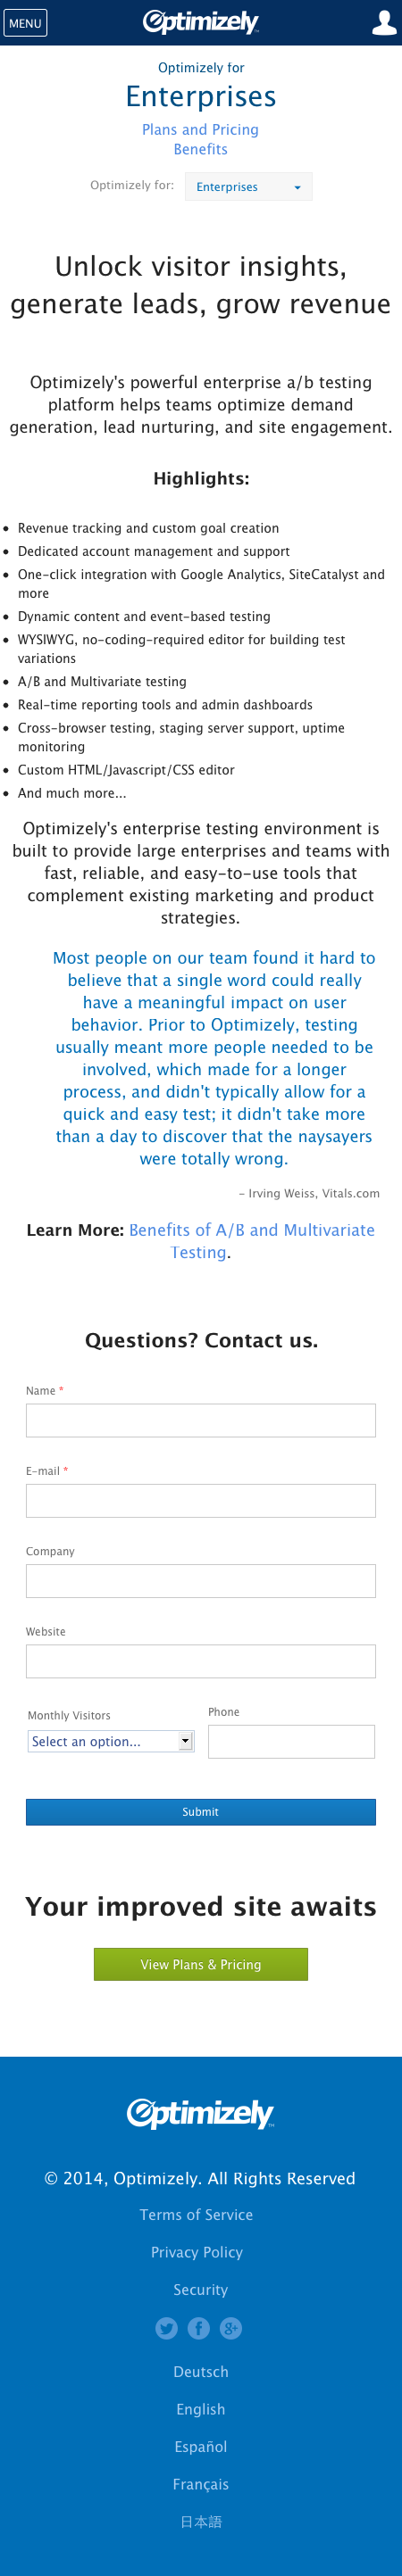 MENU
Optimizely
Optimizely for
Enterprises
Plans and Pricing
Benefits
Optimizely for: Enterprises
Unlock visitor insights,
generate leads, grow revenue
Optimizely's powerful enterprise a/b testing
platform helps teams optimize demand
generation, lead nurturing, and site engagement.
Highlights:
• Revenue tracking and custom goal creation
• Dedicated account management and support
• One-click integration with Google Analytics, SiteCatalyst and
more
• Dynamic content and event-based testing
• WYSIWYG, no-coding-required editor for building test
variations
• A/B and Multivariate testing
• Real-time reporting tools and admin dashboards
• Cross-browser testing, staging server support, uptime
monitoring
• Custom HTML/Javascript/CSS editor
• And much more...
Optimizely's enterprise testing environment is
built to provide large enterprises and teams with
fast, reliable, and easy-to-use tools that
complement existing marketing and product
strategies.
Most people on our team found it hard to
believe that a single word could really
have a meaningful impact on user
behavior. Prior to Optimizely, testing
usually meant more people needed to be
involved, which made for a longer
process, and didn't typically allow for a
quick and easy test; it didn't take more
than a day to discover that the naysayers
were totally wrong.
- Irving Weiss, Vitals.com
Learn More: Benefits of A/B and Multivariate
Testing.
Questions? Contact us.
Name *
E-mail *
Company
Website
Monthly Visitors
Select an option...
Phone
Submit
Your improved site awaits
View Plans & Pricing
Optimizely
© 2014, Optimizely. All Rights Reserved
Terms of Service
Privacy Policy
Security
Deutsch
English
Español
Français
日本語